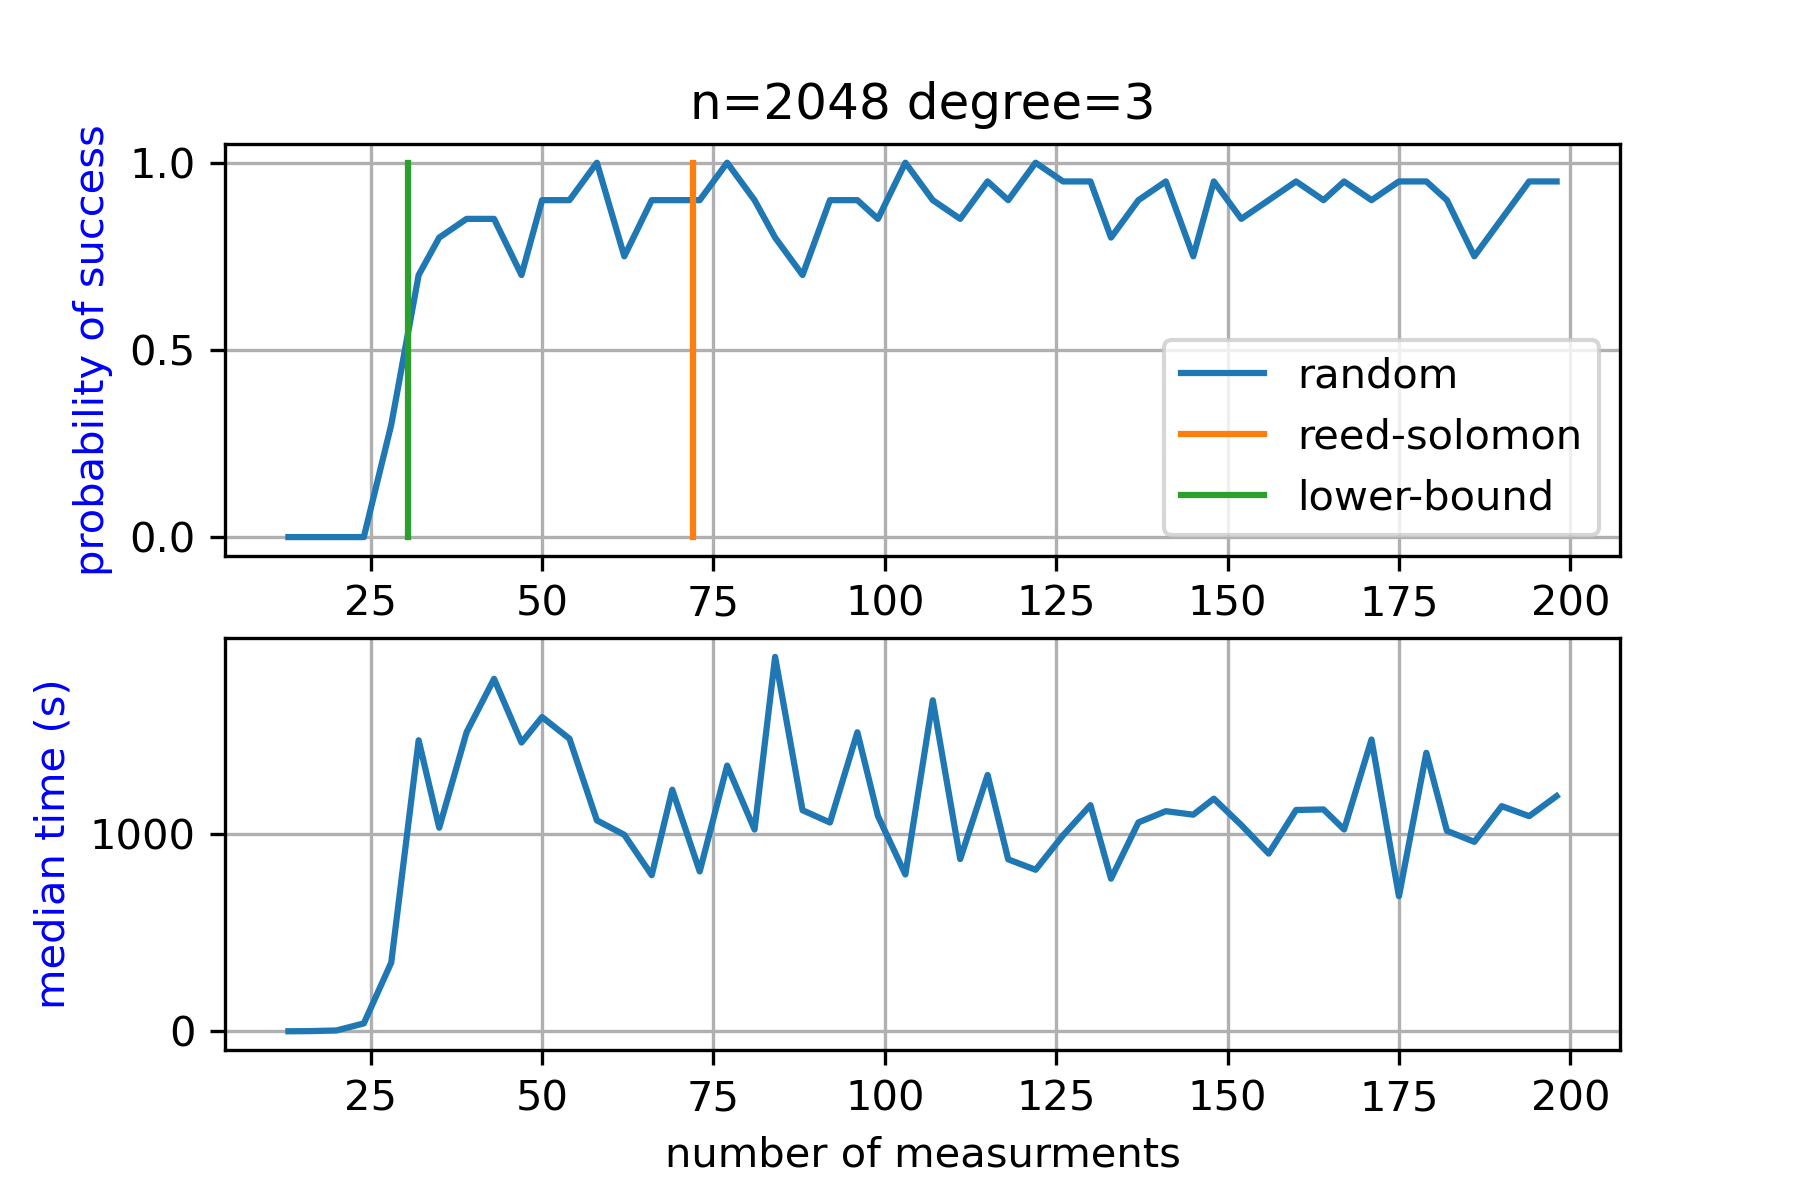 n=2048 degree=3
probability of success
1.0
0.5
0.0
random
reed-solomon
lower-bound
25 50 75 100 125 150 175 200
median time (s)
1000
0
25 50 75 100 125 150 175 200
number of measurments